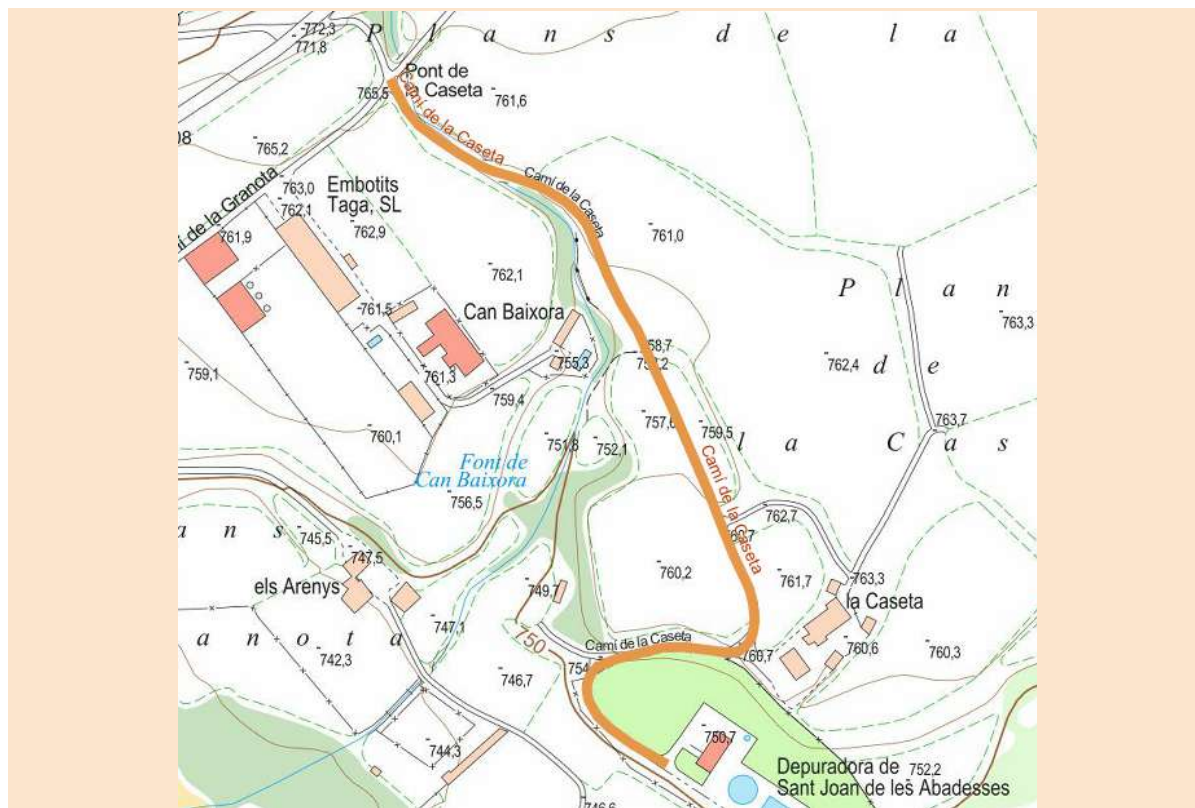 P l a n s d e l a
772,3
771,8
Pont de
la Caseta
765,5
761,6
Camí de la Caseta
08
765,2
Camí de la Caseta
763,0
762,1
Embotits
Taga, SL
762,9
761,9
761,0
762,1
P l a n
761,5
Can Baixora
763,3
759,1
755,3
762,4
d e
761,3
759,4
757,6
759,5
763,7
760,1
751,8
752,1
l a C a s
Font de
Can Baixora
Camí de la Caseta
756,5
762,7
a n s
745,5
747,5
760,2
761,7
763,3
els Arenys
749,7
la Caseta
747,1
a n o t a
750
Camí de la Caseta
742,3
760,7
760,6
760,3
746,7
744,3
750,7
Depuradora de
Sant Joan de les Abadesses
752,2
746,6